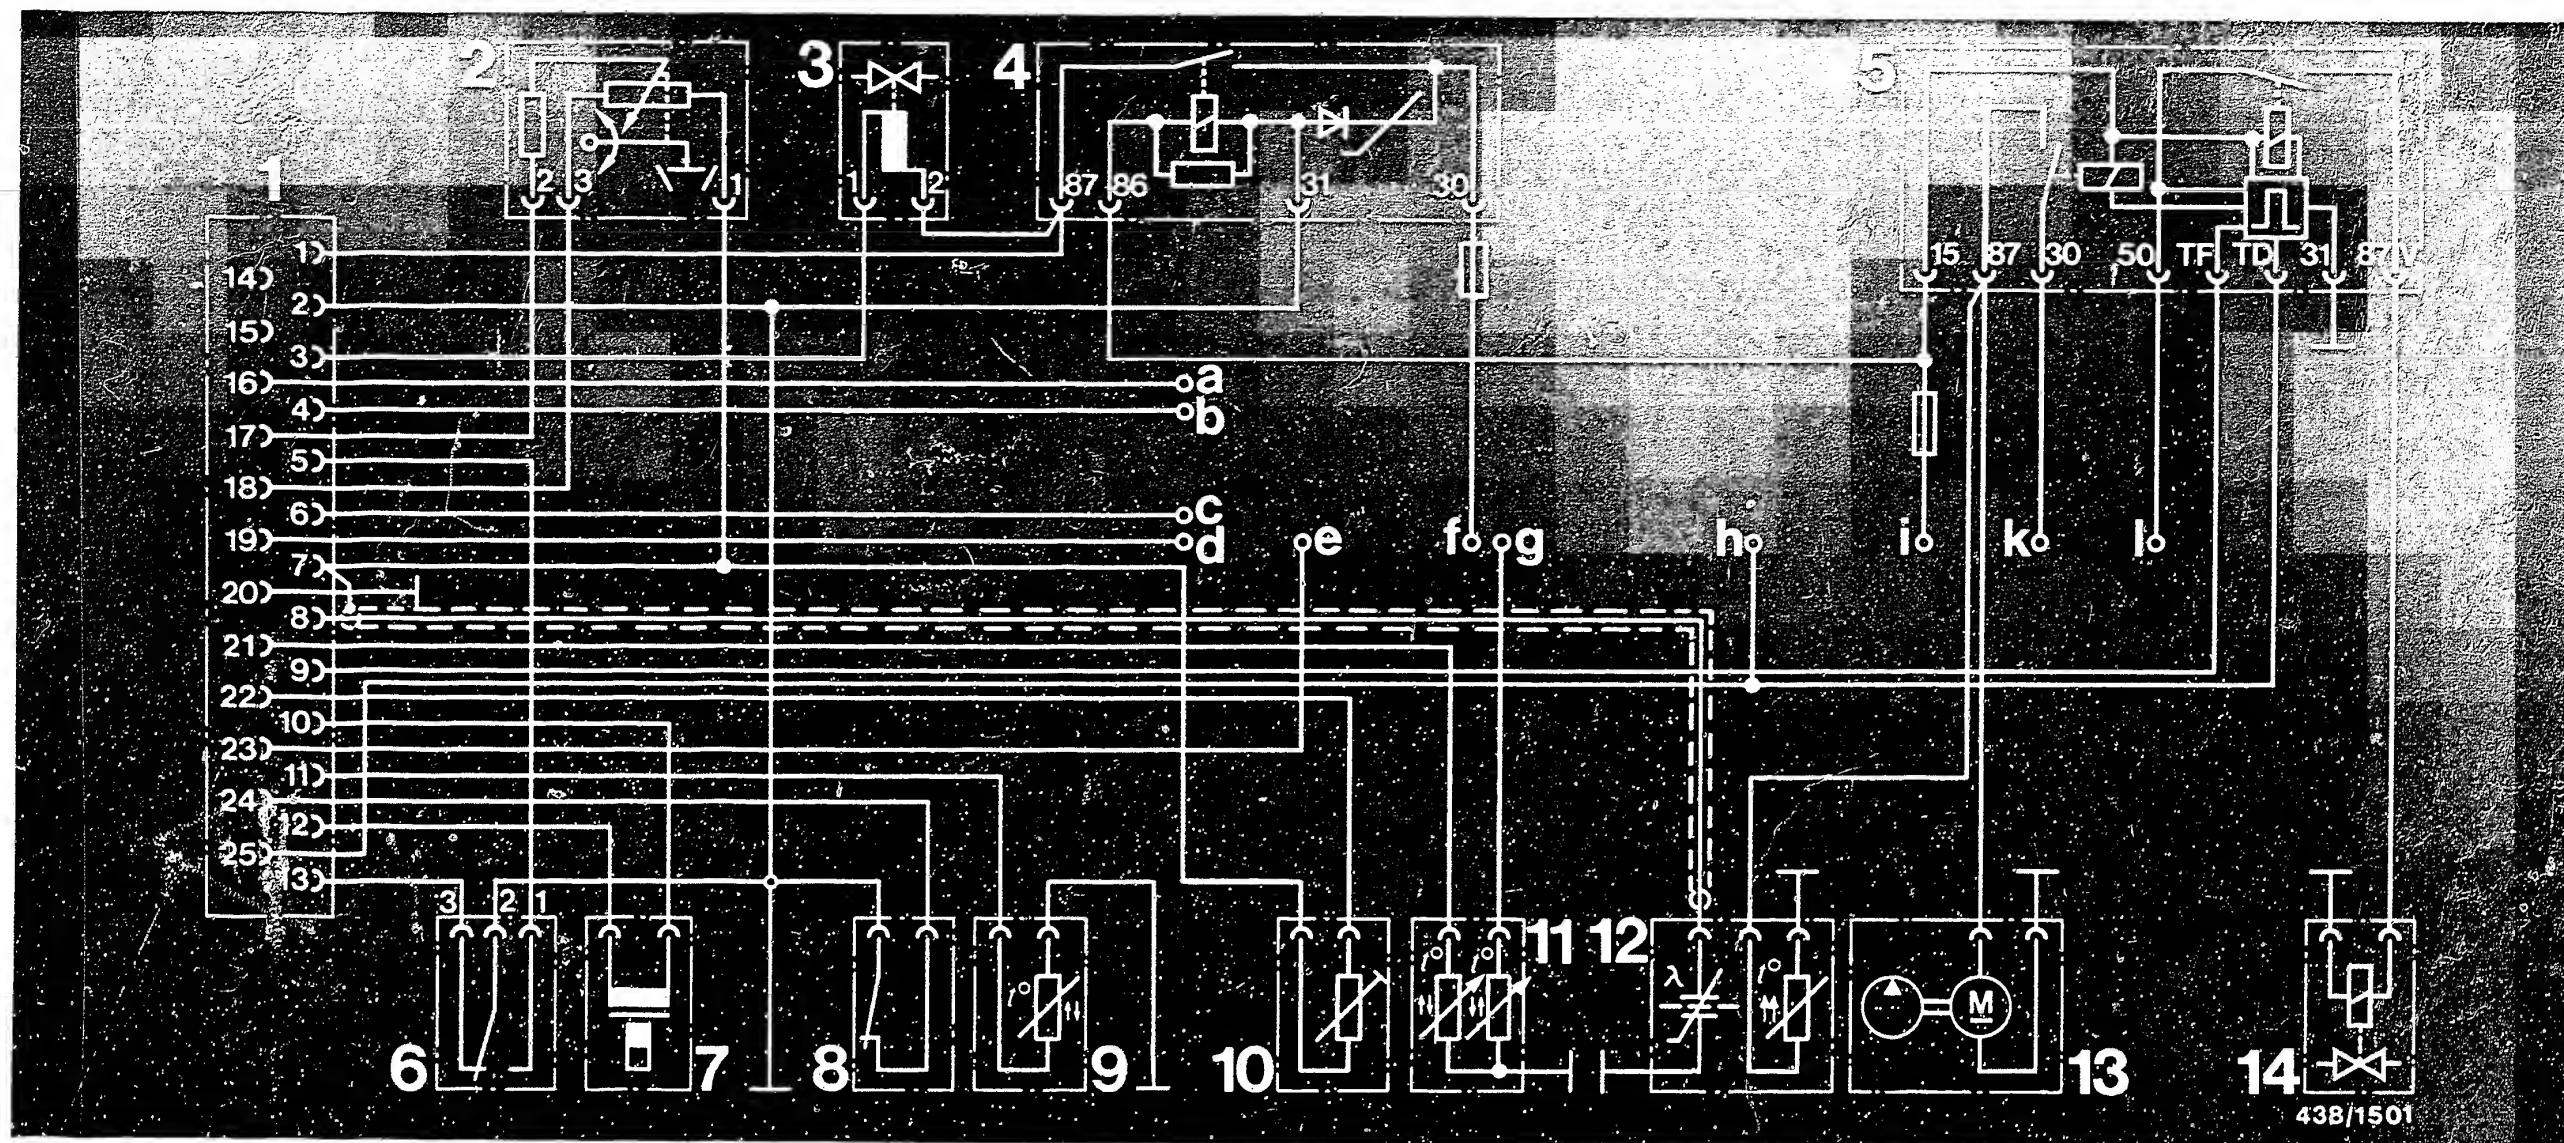 2 3 4 5
1
2 3 1
1 2
87 86 31 30
15 87 30 50 TF TD 31 87V
1
14
2
15
3
16 a
4 b
17
5
18
6 c
19 d e f g h i k l
7
20
8
21
9
22
10
23
11
24
12
25
13
3 2 1
11 12
t° t° λ t°
t°
M
6 7 8 9 10 13 14
438/1501